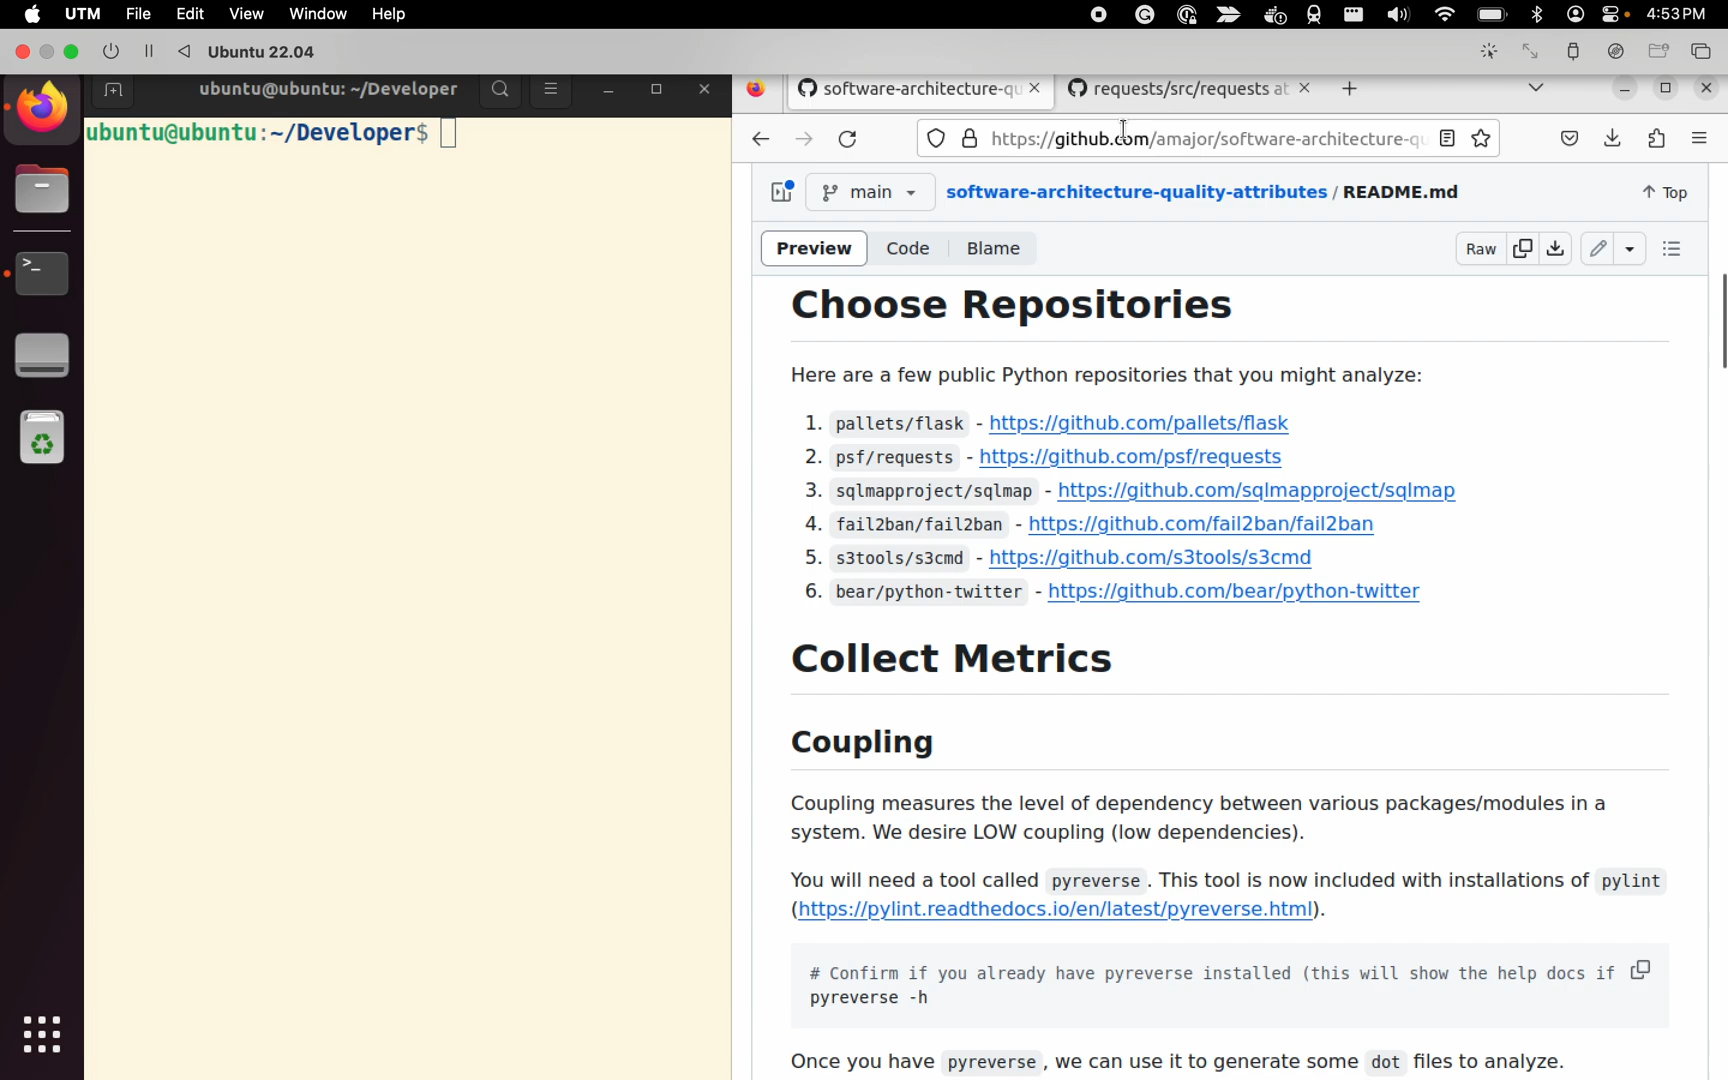 UTM File Edit View Window Help 4:53 PM
Ubuntu 22.04
ubuntu@ubuntu: ~/Developer
ubuntu@ubuntu:~/Developer$
software-architecture-qu requests/src/requests at
https://github.com/amajor/software-architecture-qu
main software-architecture-quality-attributes / README.md Top
Preview Code Blame Raw
Choose Repositories
Here are a few public Python repositories that you might analyze:
1. pallets/flask - https://github.com/pallets/flask
2. psf/requests - https://github.com/psf/requests
3. sqlmapproject/sqlmap - https://github.com/sqlmapproject/sqlmap
4. fail2ban/fail2ban - https://github.com/fail2ban/fail2ban
5. s3tools/s3cmd - https://github.com/s3tools/s3cmd
6. bear/python-twitter - https://github.com/bear/python-twitter
Collect Metrics
Coupling
Coupling measures the level of dependency between various packages/modules in a
system. We desire LOW coupling (low dependencies).
You will need a tool called pyreverse. This tool is now included with installations of pylint
(https://pylint.readthedocs.io/en/latest/pyreverse.html).
# Confirm if you already have pyreverse installed (this will show the help docs if
pyreverse -h
Once you have pyreverse, we can use it to generate some dot files to analyze.